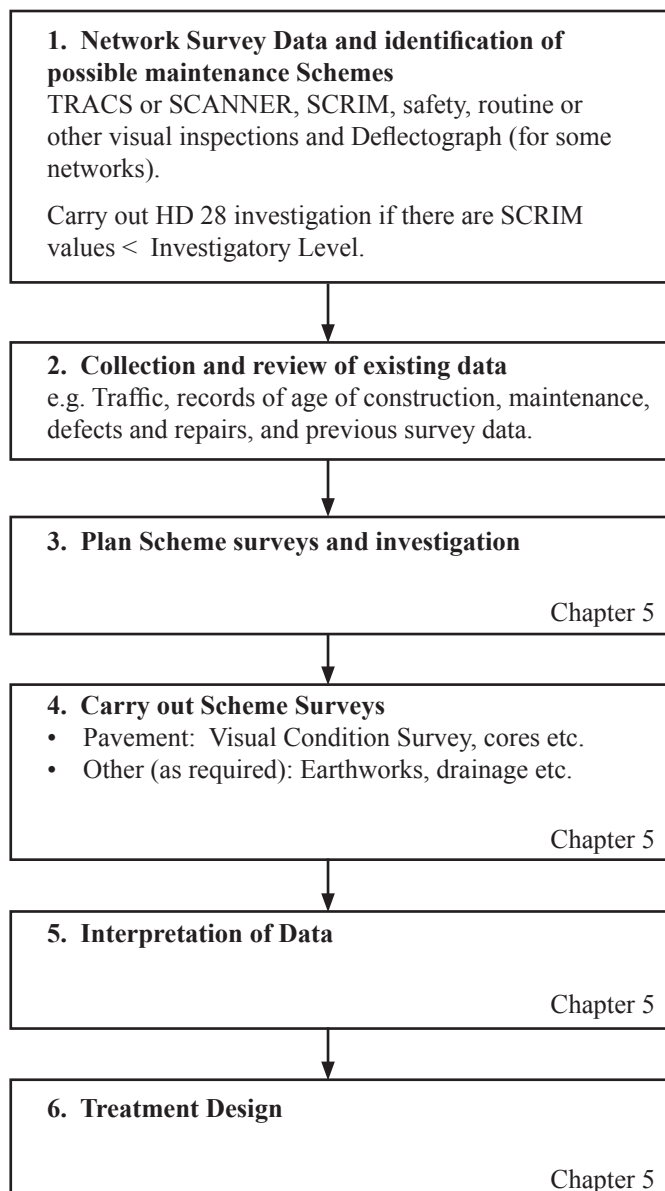 1. Network Survey Data and identification of
possible maintenance Schemes
TRACS or SCANNER, SCRIM, safety, routine or
other visual inspections and Deflectograph (for some
networks).
Carry out HD 28 investigation if there are SCRIM
values < Investigatory Level.
2. Collection and review of existing data
e.g. Traffic, records of age of construction, maintenance,
defects and repairs, and previous survey data.
3. Plan Scheme surveys and investigation
Chapter 5
4. Carry out Scheme Surveys
• Pavement: Visual Condition Survey, cores etc.
• Other (as required): Earthworks, drainage etc.
Chapter 5
5. Interpretation of Data
Chapter 5
6. Treatment Design
Chapter 5